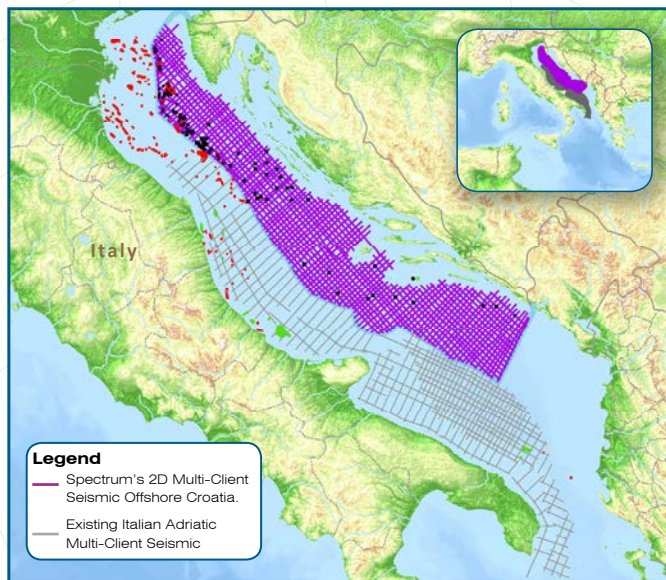 Italy
Legend
Spectrum's 2D Multi-Client
Seismic Offshore Croatia.
Existing Italian Adriatic
Multi-Client Seismic